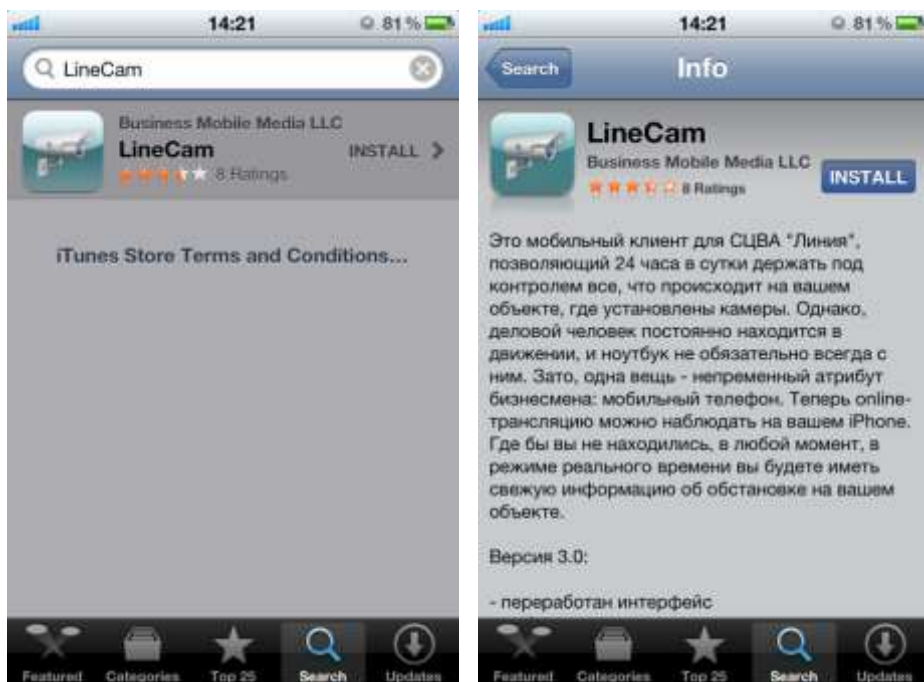 14:21
81 %
LineCam
Business Mobile Media LLC
LineCam
INSTALL
8 Ratings
iTunes Store Terms and Conditions...
Featured
Categories
Top 25
Search
Updates
14:21
81 %
Search
Info
LineCam
Business Mobile Media LLC
INSTALL
8 Ratings
Это мобильный клиент для СЦВА "Линия",
позволяющий 24 часа в сутки держать под
контролем все, что происходит на вашем
объекте, где установлены камеры. Однако,
деловой человек постоянно находится в
движении, и ноутбук не обязательно всегда с
ним. Зато, одна вещь - непременный атрибут
бизнесмена: мобильный телефон. Теперь online-
трансляцию можно наблюдать на вашем iPhone.
Где бы вы не находились, в любой момент, в
режиме реального времени вы будете иметь
свежую информацию об обстановке на вашем
объекте.
Версия 3.0:
- переработан интерфейс
Featured
Categories
Top 25
Search
Updates